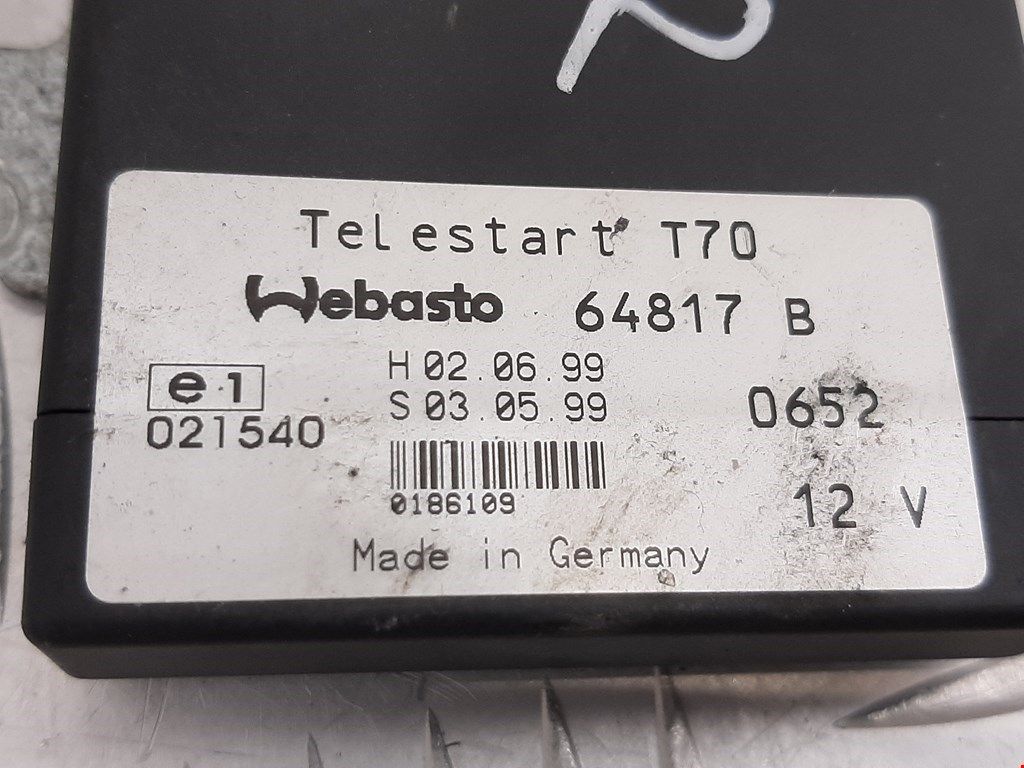 Telestart T70
Webasto 64817 B
H 02.06.99
e1
S 03.05.99
0652
021540
0186109
12 V
Made in Germany